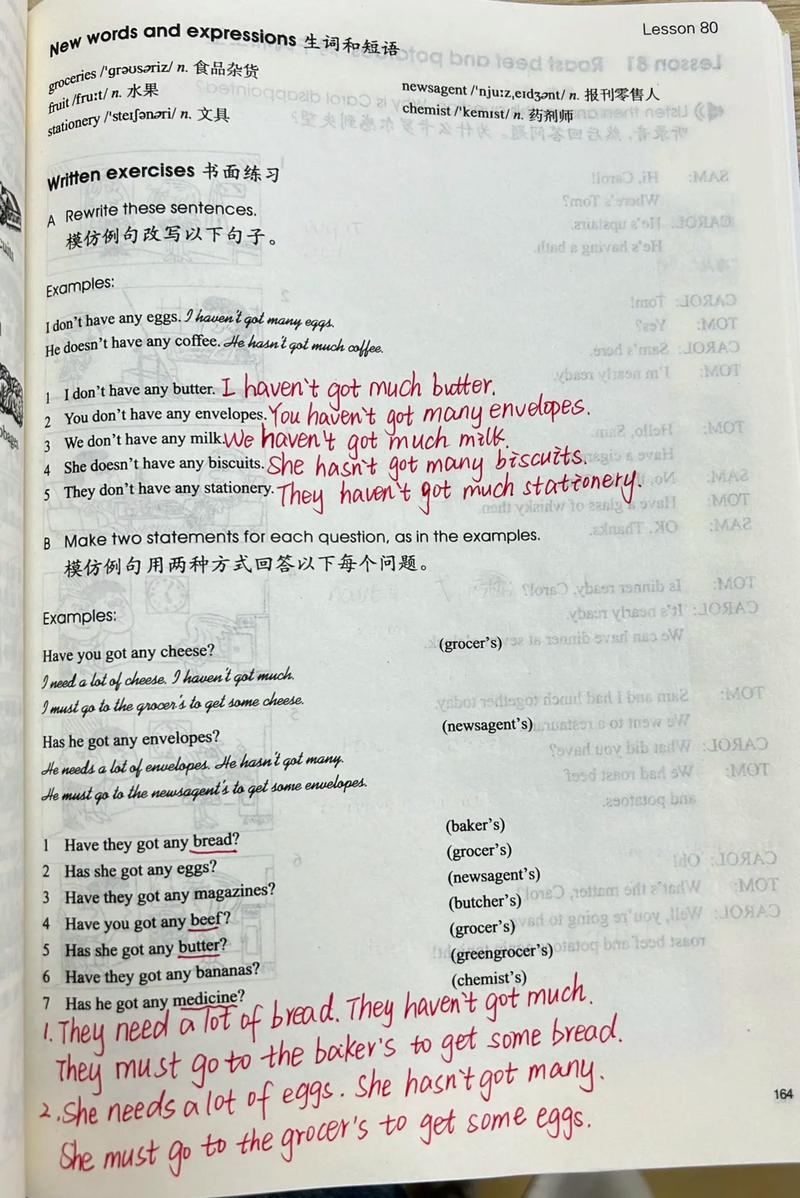 Lesson 80
New words and expressions 生词和短语
groceries /'grəʊsəriz/ n. 食品杂货
fruit /fruːt/ n. 水果
stationery /'steɪʃənəri/ n. 文具
newsagent /'njuːz,eɪdʒənt/ n. 报刊零售人
chemist /'kemɪst/ n. 药剂师
Written exercises 书面练习
A Rewrite these sentences.
模仿例句改写以下句子。
Examples:
I don't have any eggs. I haven't got many eggs.
He doesn't have any coffee. He hasn't got much coffee.
1 I don't have any butter. I haven't got much butter.
2 You don't have any envelopes. You haven't got many envelopes.
3 We don't have any milk. We haven't got much milk.
4 She doesn't have any biscuits. She hasn't got many biscuits.
5 They don't have any stationery. They haven't got much stationery.
B Make two statements for each question, as in the examples.
模仿例句用两种方式回答以下每个问题。
Examples:
Have you got any cheese? (grocer's)
I need a lot of cheese. I haven't got much.
I must go to the grocer's to get some cheese.
Has he got any envelopes? (newsagent's)
He needs a lot of envelopes. He hasn't got many.
He must go to the newsagent's to get some envelopes.
1 Have they got any bread? (baker's)
2 Has she got any eggs? (grocer's)
3 Have they got any magazines? (newsagent's)
4 Have you got any beef? (butcher's)
5 Has she got any butter? (grocer's)
6 Have they got any bananas? (greengrocer's)
7 Has he got any medicine? (chemist's)
1. They need a lot of bread. They haven't got much.
They must go to the baker's to get some bread.
2. She needs a lot of eggs. She hasn't got many.
She must go to the grocer's to get some eggs.
164